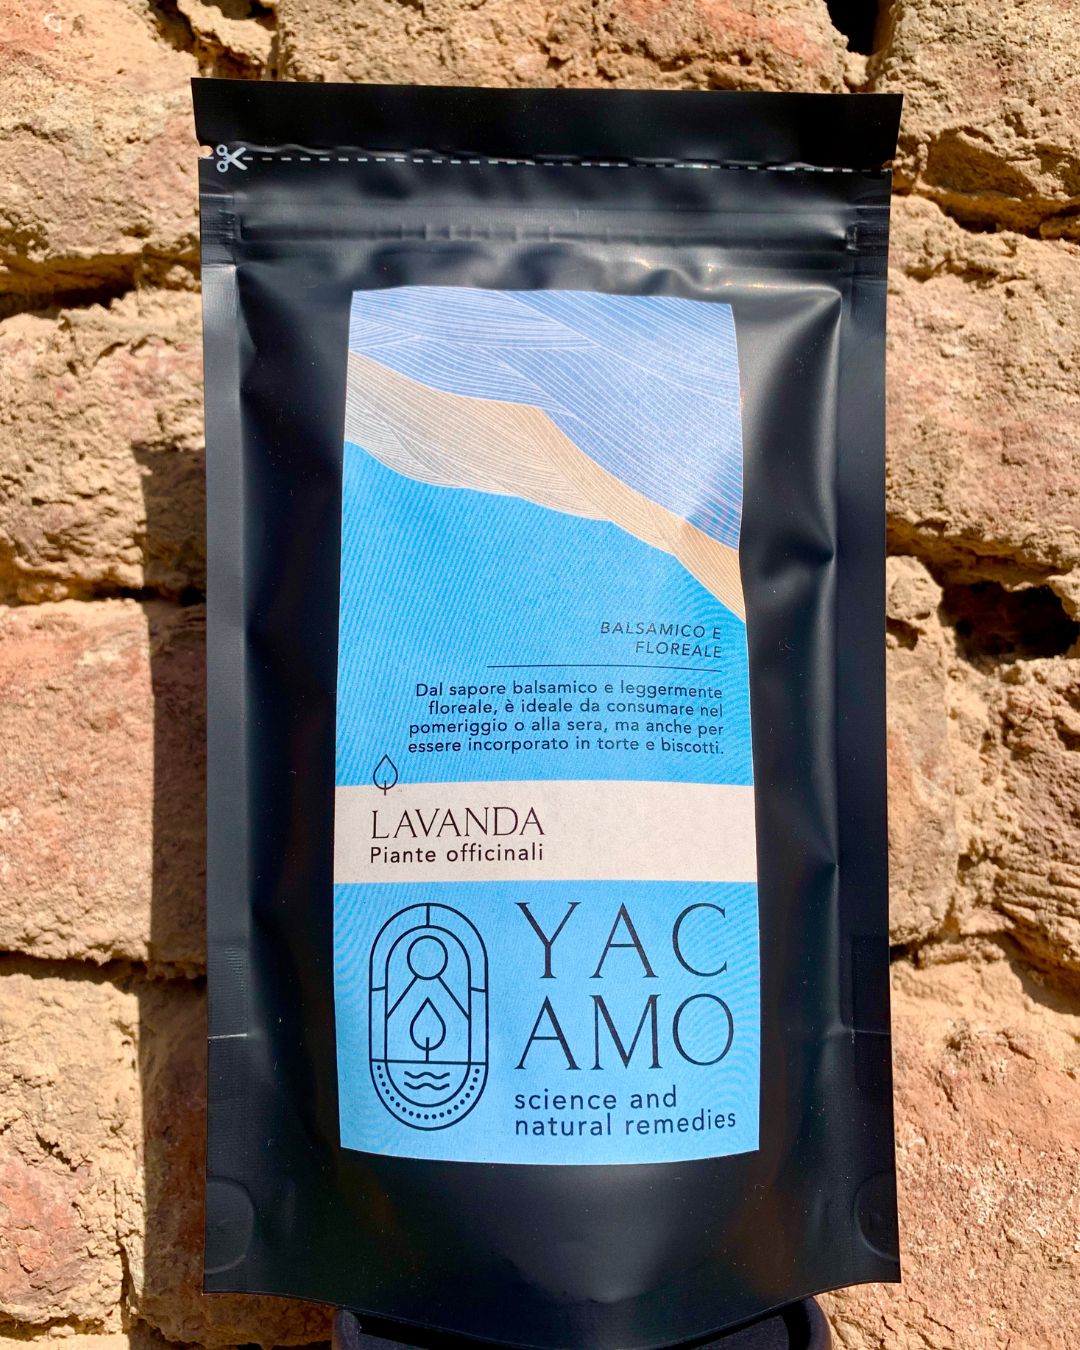 BALSAMICO E
FLOREALE
Dal sapore balsamico e leggermente
floreale, è ideale da consumare nel
pomeriggio o alla sera, ma anche per
essere incorporato in torte e biscotti.
LAVANDA
Piante officinali
YAC
AMO
science and
natural remedies